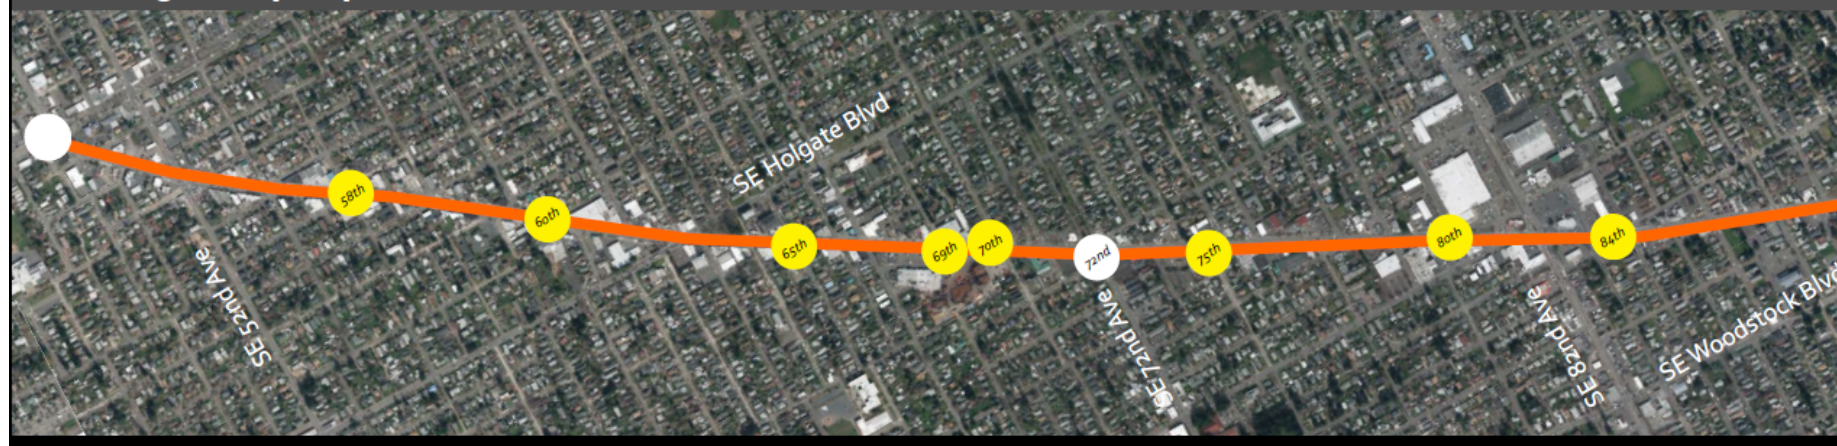 58th
60th
SE Holgate Blvd
65th
69th
70th
72nd
75th
80th
84th
SE 52nd Ave
SE 72nd Ave
SE 82nd Ave
SE Woodstock Blvd